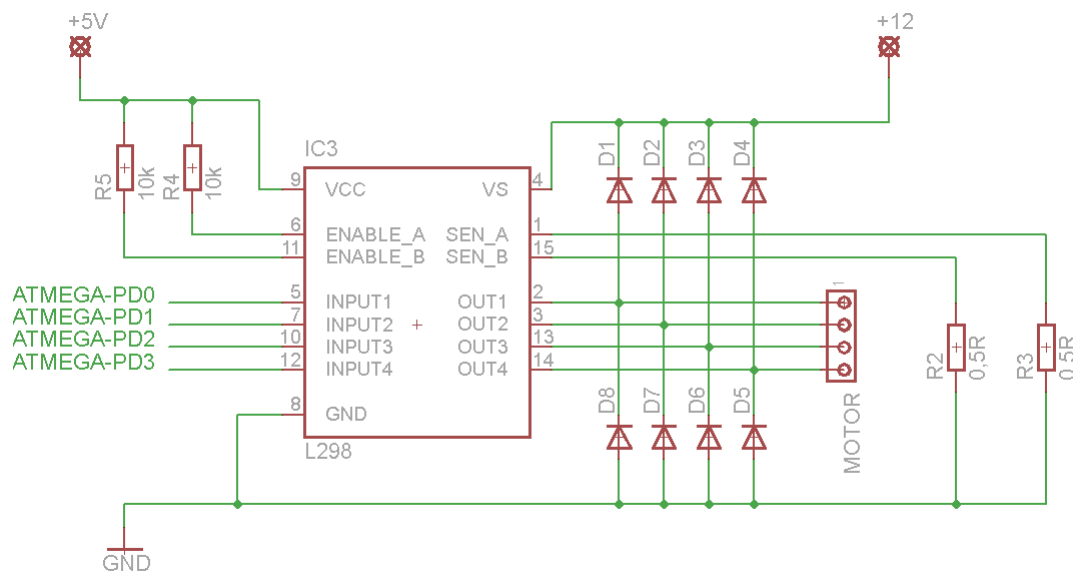 +5V
+12
IC3
D1
D2
D3
D4
R5
10k
R4
10k
9
VCC
VS
4
6
ENABLE_A
SEN_A
1
11
ENABLE_B
SEN_B
15
ATMEGA-PD0
5
INPUT1
OUT1
2
1
ATMEGA-PD1
7
INPUT2
OUT2
3
ATMEGA-PD2
10
INPUT3
OUT3
13
ATMEGA-PD3
12
INPUT4
OUT4
14
R2
0,5R
R3
0,5R
8
GND
D8
D7
D6
D5
MOTOR
L298
GND